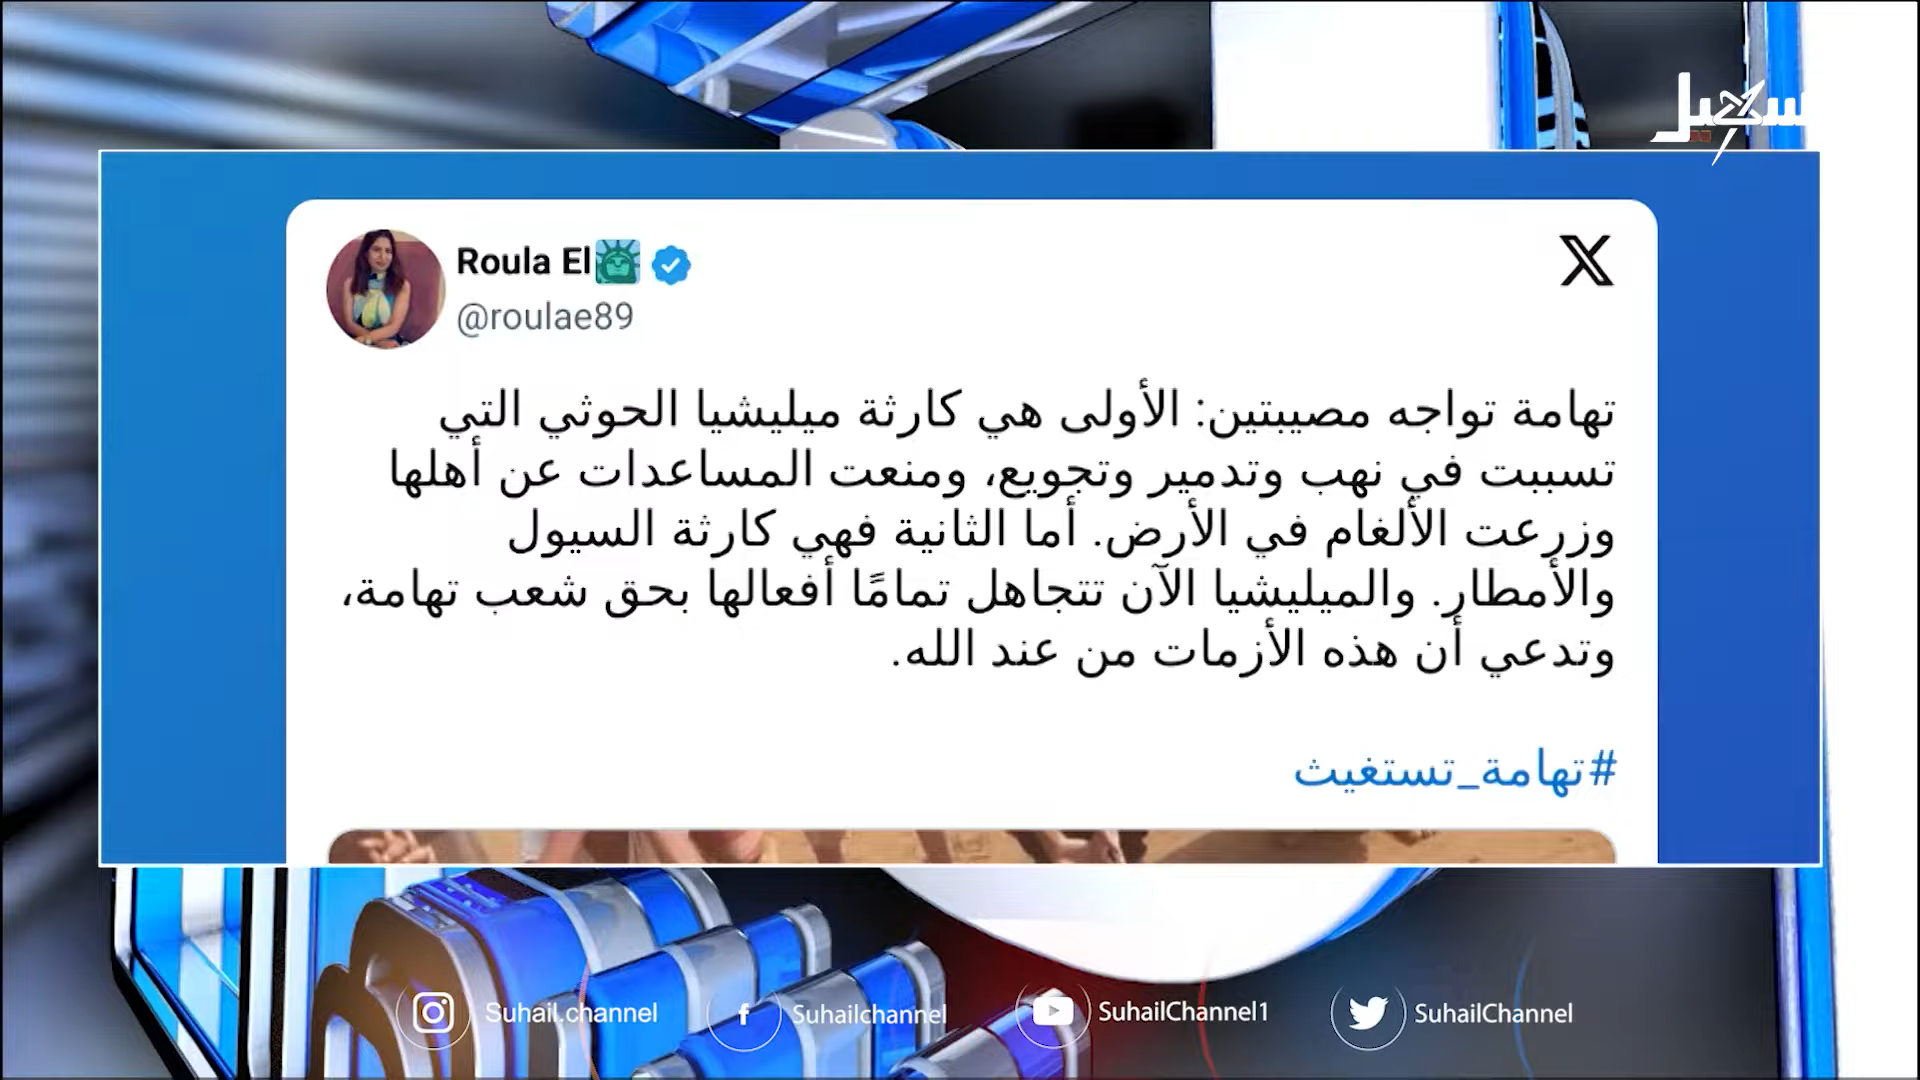 سهيل
Roula El
@roulae89
تهامة تواجه مصيبتين: الأولى هي كارثة ميليشيا الحوثي التي
تسببت في نهب وتدمير وتجويع، ومنعت المساعدات عن أهلها
وزرعت الألغام في الأرض. أما الثانية فهي كارثة السيول
والأمطار. والميليشيا الآن تتجاهل تمامًا أفعالها بحق شعب تهامة،
وتدعي أن هذه الأزمات من عند الله.
#تهامة_تستغيث
Suhail.channel
Suhailchannel
SuhailChannel1
SuhailChannel